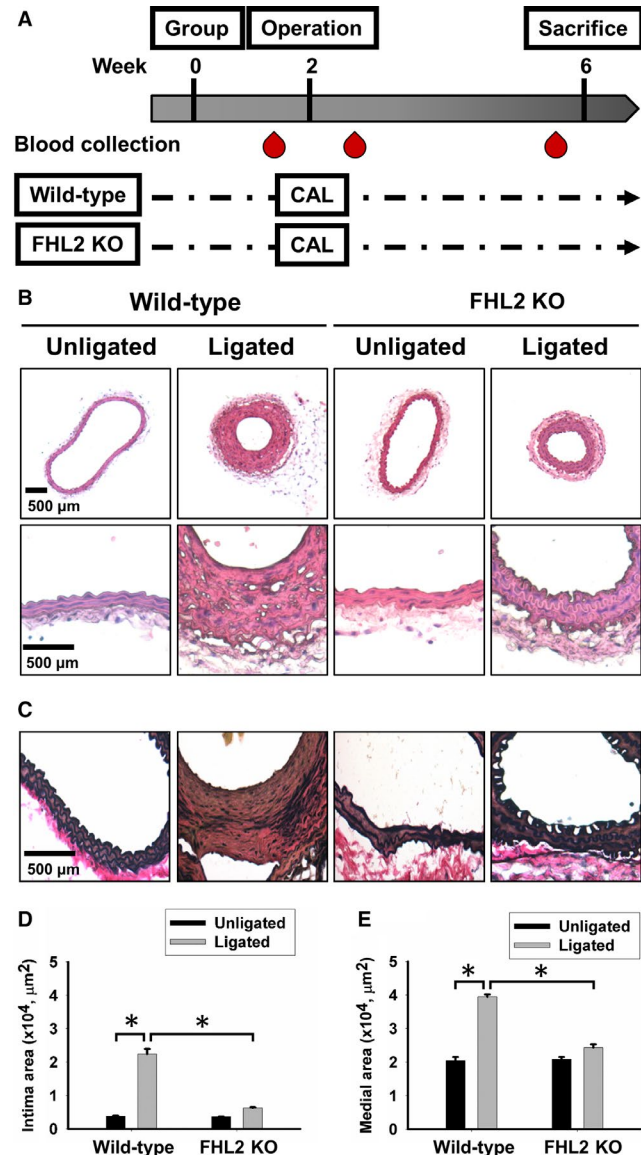 A
Group Operation Sacrifice
Week 0 2 6
Blood collection
Wild-type CAL
FHL2 KO CAL
B
Wild-type FHL2 KO
Unligated Ligated Unligated Ligated
500 µm
500 µm
C
500 µm
D
Unligated
Ligated
Intima area (x10⁴, µm²)
5
4
3
2
1
0
* *
Wild-type FHL2 KO
E
Unligated
Ligated
Medial area (x10⁴, µm²)
5
4
3
2
1
0
* *
Wild-type FHL2 KO